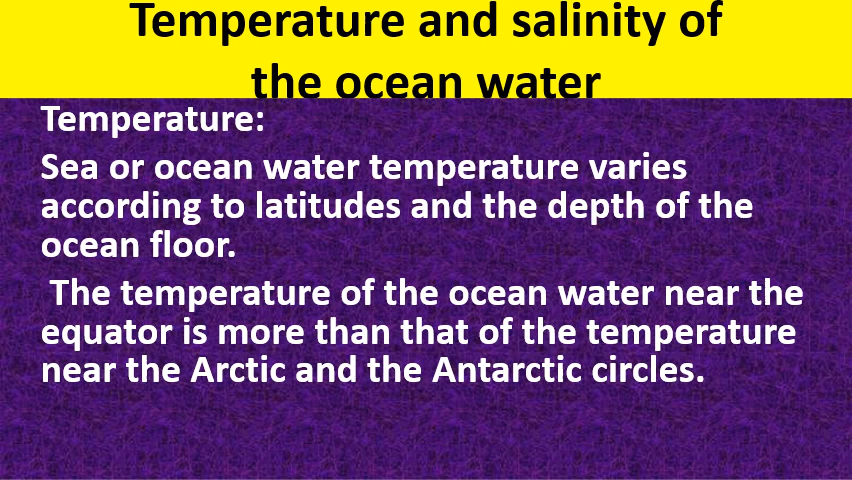 Temperature and salinity of
the ocean water
Temperature:
Sea or ocean water temperature varies
according to latitudes and the depth of the
ocean floor.
The temperature of the ocean water near the
equator is more than that of the temperature
near the Arctic and the Antarctic circles.